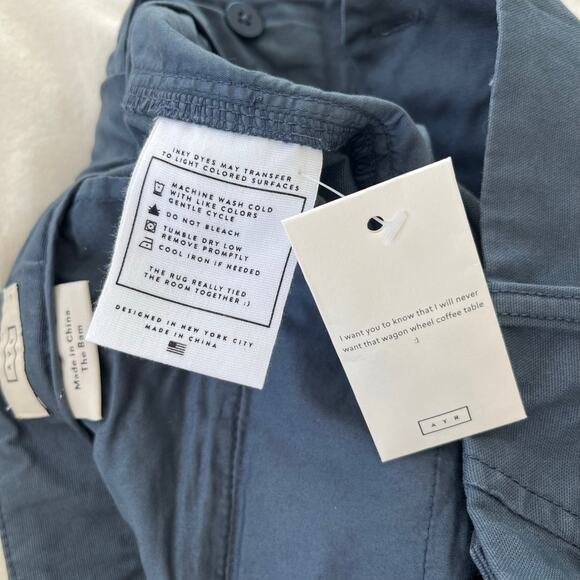 INKY DYES MAY TRANSFER
TO LIGHT COLORED SURFACES
MACHINE WASH COLD
WITH LIKE COLORS
GENTLE CYCLE
DO NOT BLEACH
TUMBLE DRY LOW
REMOVE PROMPTLY
COOL IRON IF NEEDED
THE RUG REALLY TIED
THE ROOM TOGETHER :)
DESIGNED IN NEW YORK CITY
MADE IN CHINA
I want you to know that I will never
want that wagon wheel coffee table
:)
AYR
AYR
Made in China
The Bam